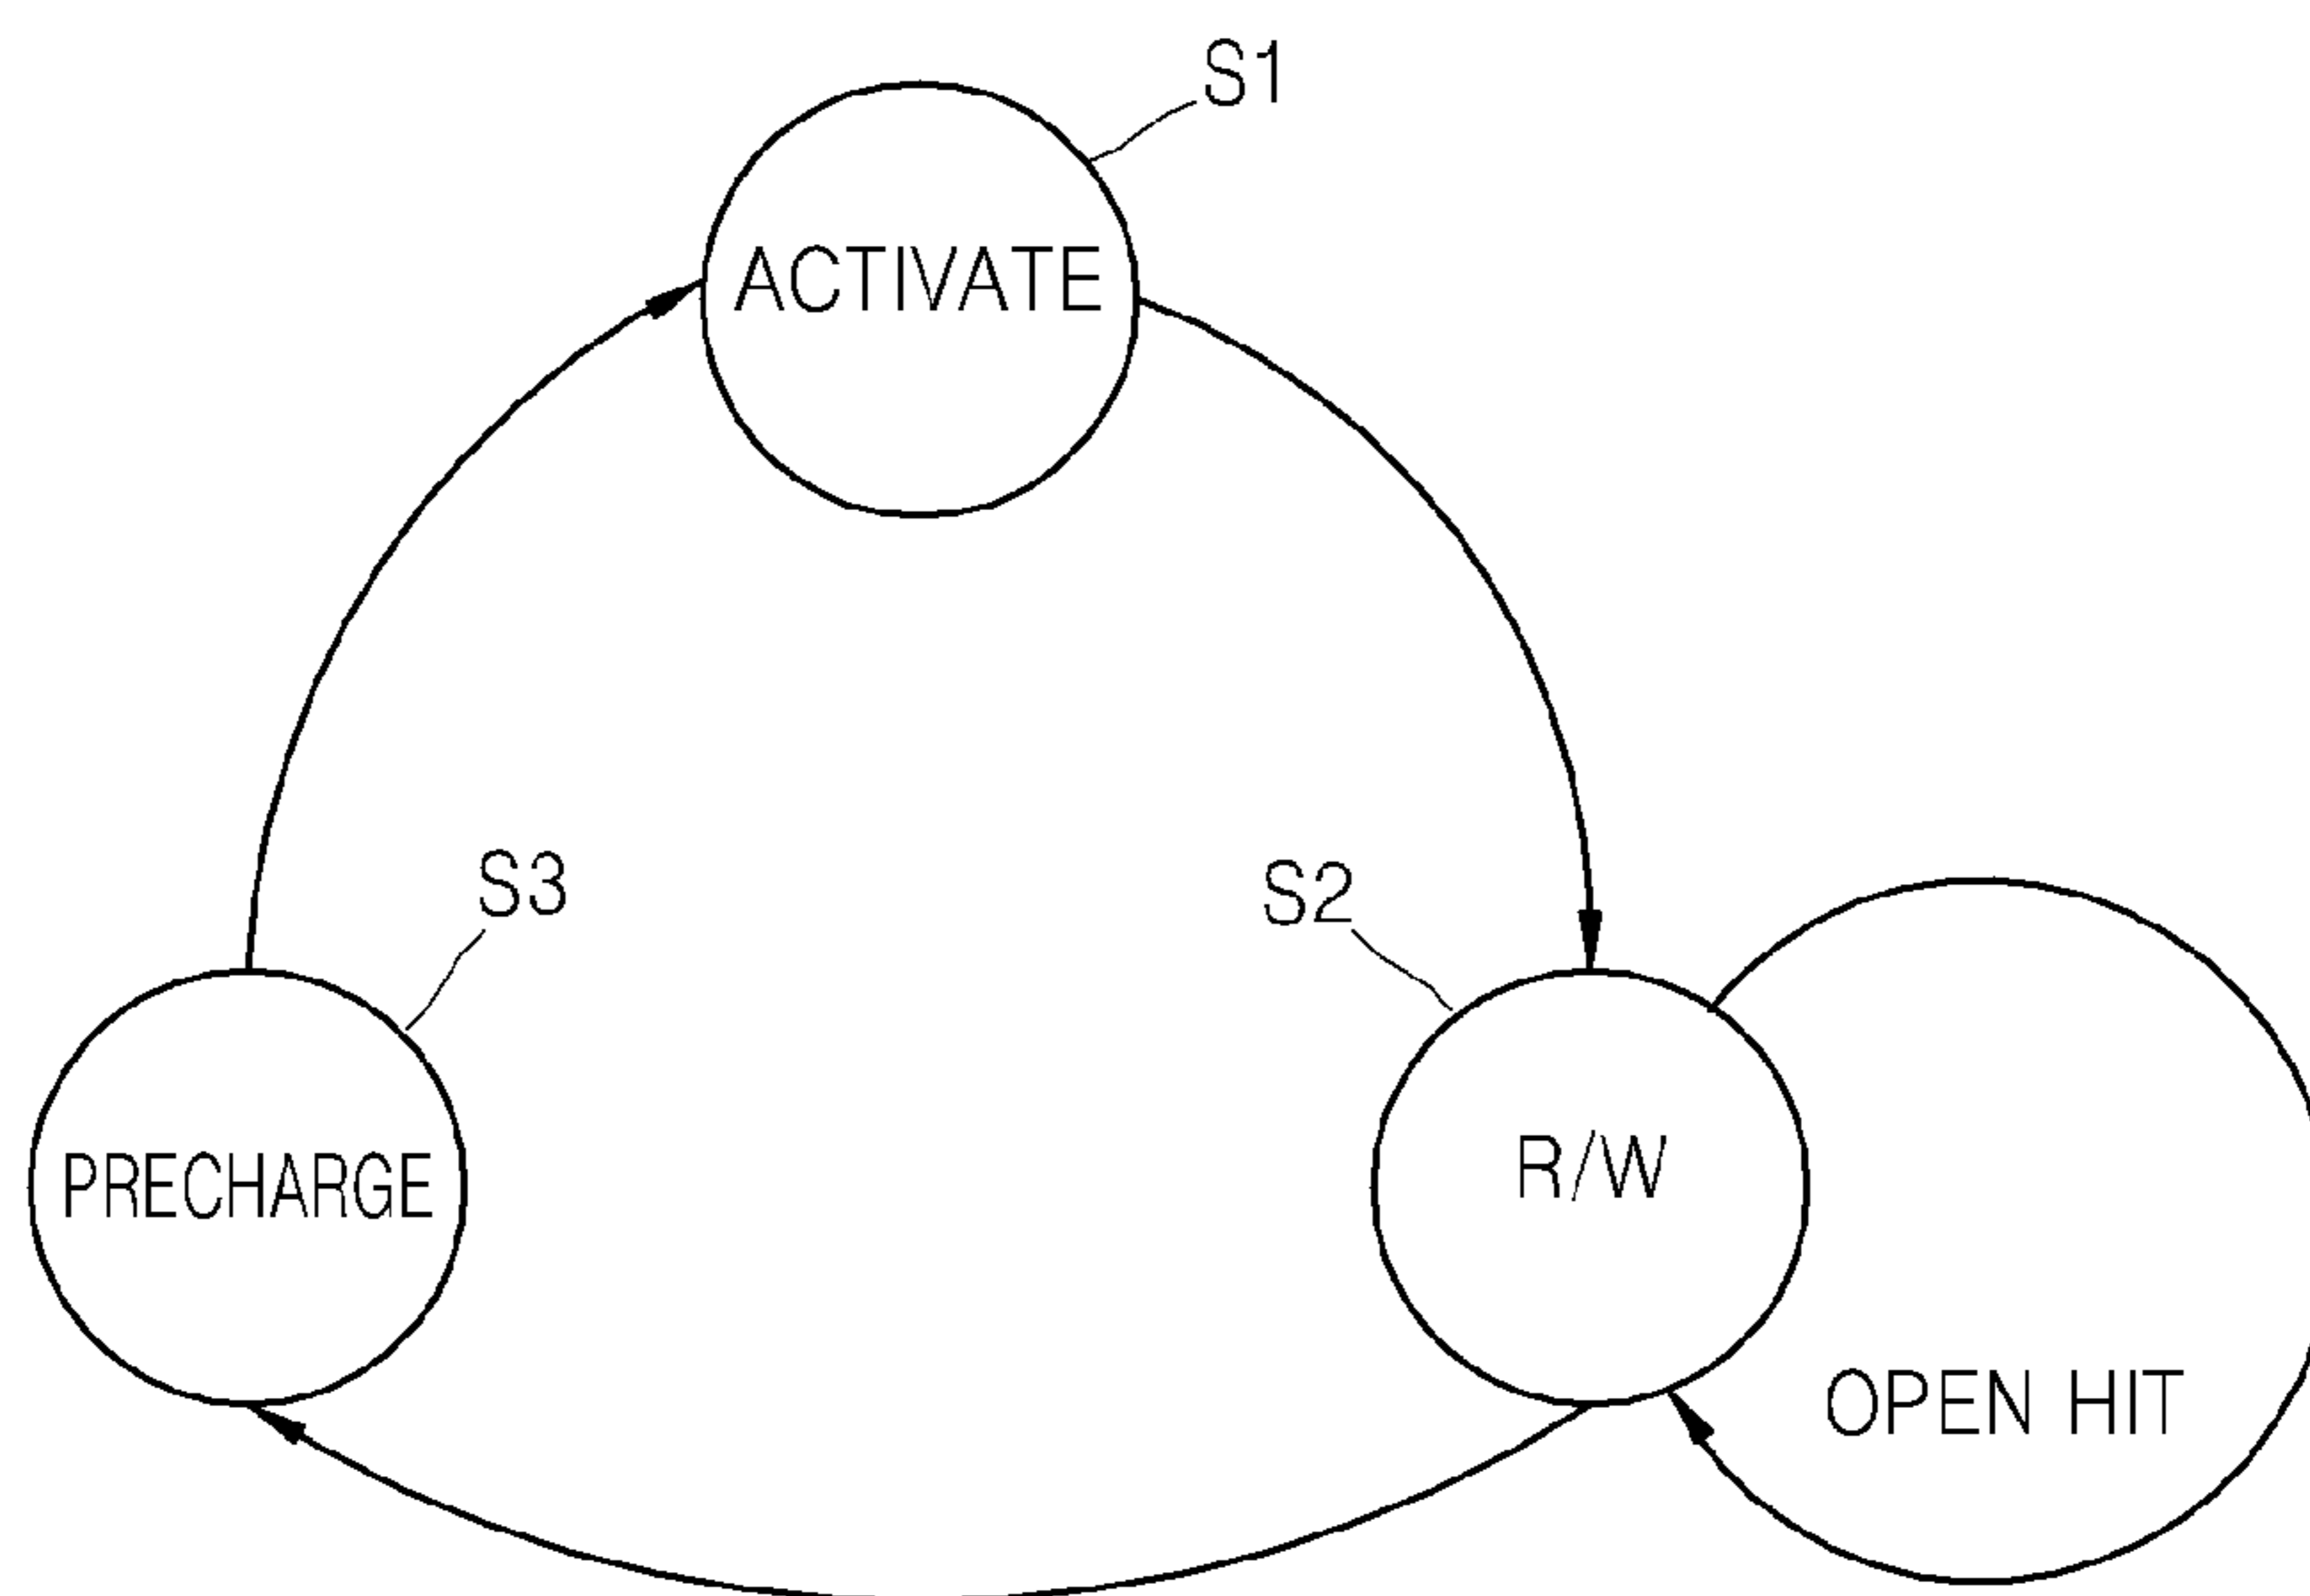 S1
ACTIVATE
S3
S2
PRECHARGE
R/W
OPEN HIT